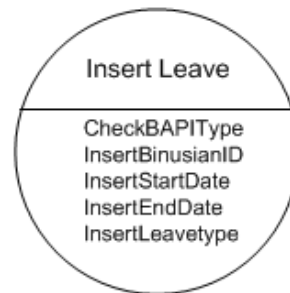 Insert Leave
CheckBAPIType
InsertBinusianID
InsertStartDate
InsertEndDate
InsertLeavetype